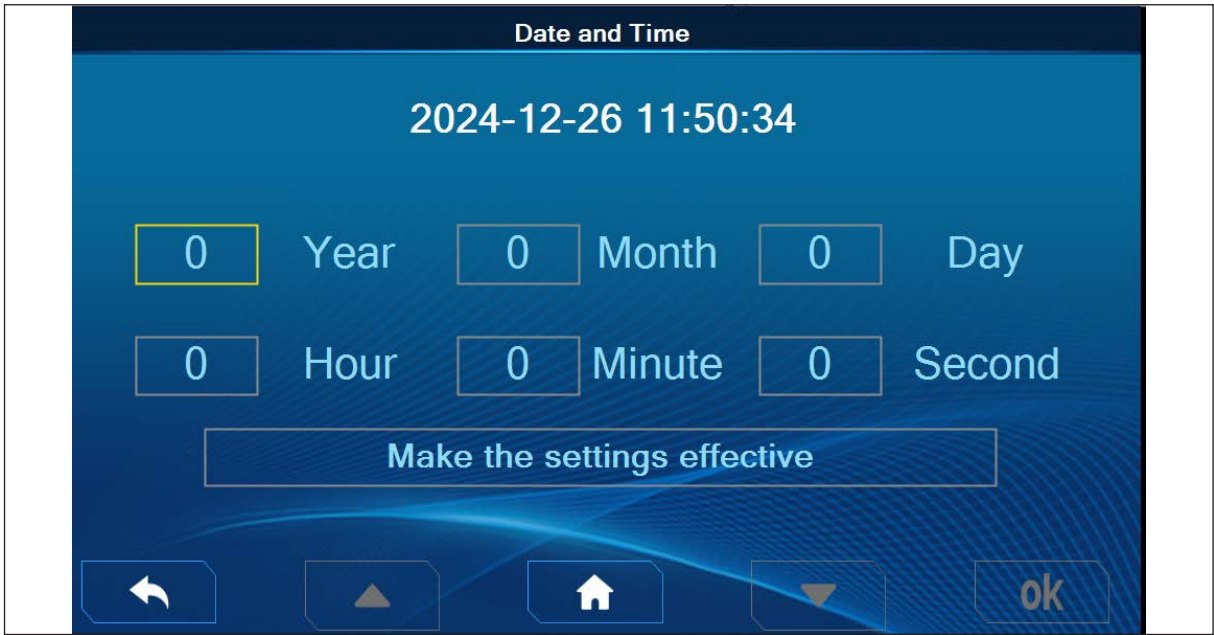 Date and Time
2024-12-26 11:50:34
0 Year 0 Month 0 Day
0 Hour 0 Minute 0 Second
Make the settings effective
ok